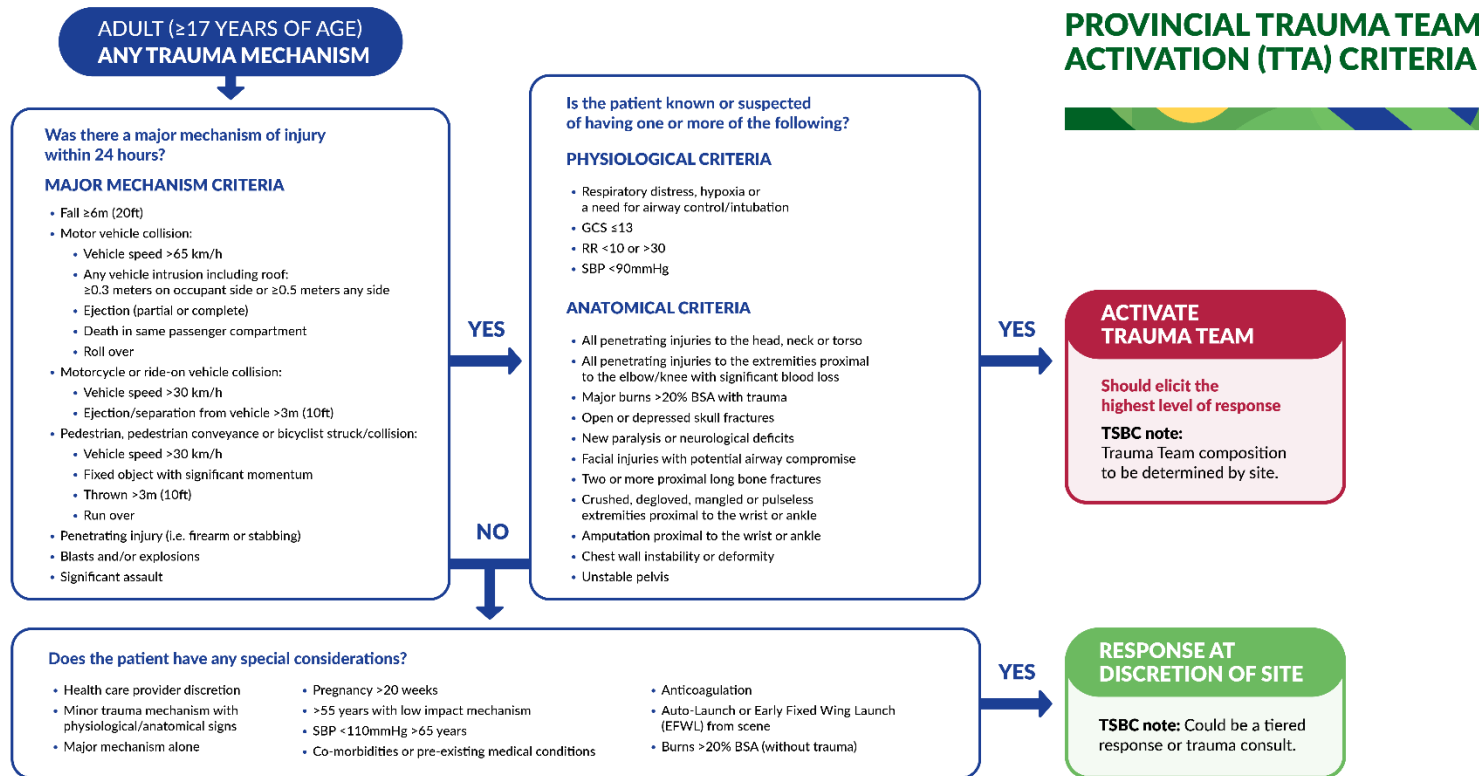 ADULT (≥17 YEARS OF AGE)
ANY TRAUMA MECHANISM
PROVINCIAL TRAUMA TEAM
ACTIVATION (TTA) CRITERIA
Was there a major mechanism of injury
within 24 hours?
MAJOR MECHANISM CRITERIA
• Fall ≥6m (20ft)
• Motor vehicle collision:
• Vehicle speed >65 km/h
• Any vehicle intrusion including roof:
≥0.3 meters on occupant side or ≥0.5 meters any side
• Ejection (partial or complete)
• Death in same passenger compartment
• Roll over
• Motorcycle or ride-on vehicle collision:
• Vehicle speed >30 km/h
• Ejection/separation from vehicle >3m (10ft)
• Pedestrian, pedestrian conveyance or bicyclist struck/collision:
• Vehicle speed >30 km/h
• Fixed object with significant momentum
• Thrown >3m (10ft)
• Run over
• Penetrating injury (i.e. firearm or stabbing)
• Blasts and/or explosions
• Significant assault
YES
NO
Is the patient known or suspected
of having one or more of the following?
PHYSIOLOGICAL CRITERIA
• Respiratory distress, hypoxia or
a need for airway control/intubation
• GCS ≤13
• RR <10 or >30
• SBP <90mmHg
ANATOMICAL CRITERIA
• All penetrating injuries to the head, neck or torso
• All penetrating injuries to the extremities proximal
to the elbow/knee with significant blood loss
• Major burns >20% BSA with trauma
• Open or depressed skull fractures
• New paralysis or neurological deficits
• Facial injuries with potential airway compromise
• Two or more proximal long bone fractures
• Crushed, degloved, mangled or pulseless
extremities proximal to the wrist or ankle
• Amputation proximal to the wrist or ankle
• Chest wall instability or deformity
• Unstable pelvis
YES
ACTIVATE
TRAUMA TEAM
Should elicit the
highest level of response
TSBC note:
Trauma Team composition
to be determined by site.
Does the patient have any special considerations?
• Health care provider discretion
• Minor trauma mechanism with
physiological/anatomical signs
• Major mechanism alone
• Pregnancy >20 weeks
• >55 years with low impact mechanism
• SBP <110mmHg >65 years
• Co-morbidities or pre-existing medical conditions
• Anticoagulation
• Auto-Launch or Early Fixed Wing Launch
(EFWL) from scene
• Burns >20% BSA (without trauma)
YES
RESPONSE AT
DISCRETION OF SITE
TSBC note: Could be a tiered
response or trauma consult.